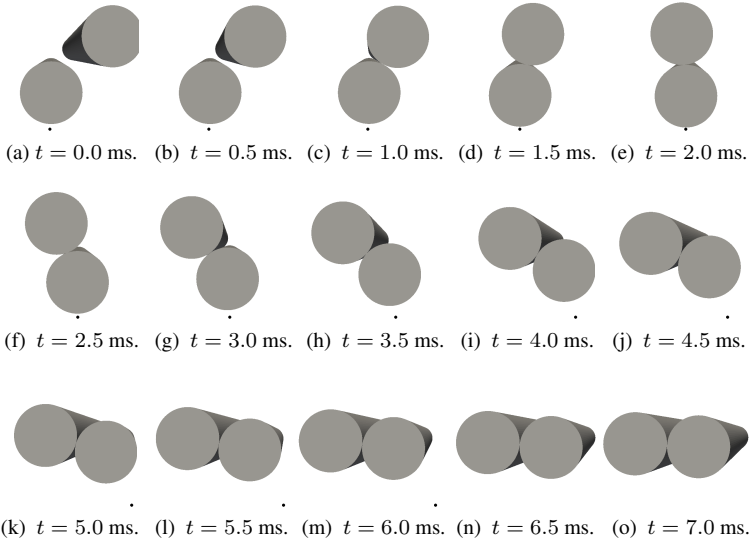 (a) t = 0.0 ms. (b) t = 0.5 ms. (c) t = 1.0 ms. (d) t = 1.5 ms. (e) t = 2.0 ms.
(f) t = 2.5 ms. (g) t = 3.0 ms. (h) t = 3.5 ms. (i) t = 4.0 ms. (j) t = 4.5 ms.
(k) t = 5.0 ms. (l) t = 5.5 ms. (m) t = 6.0 ms. (n) t = 6.5 ms. (o) t = 7.0 ms.